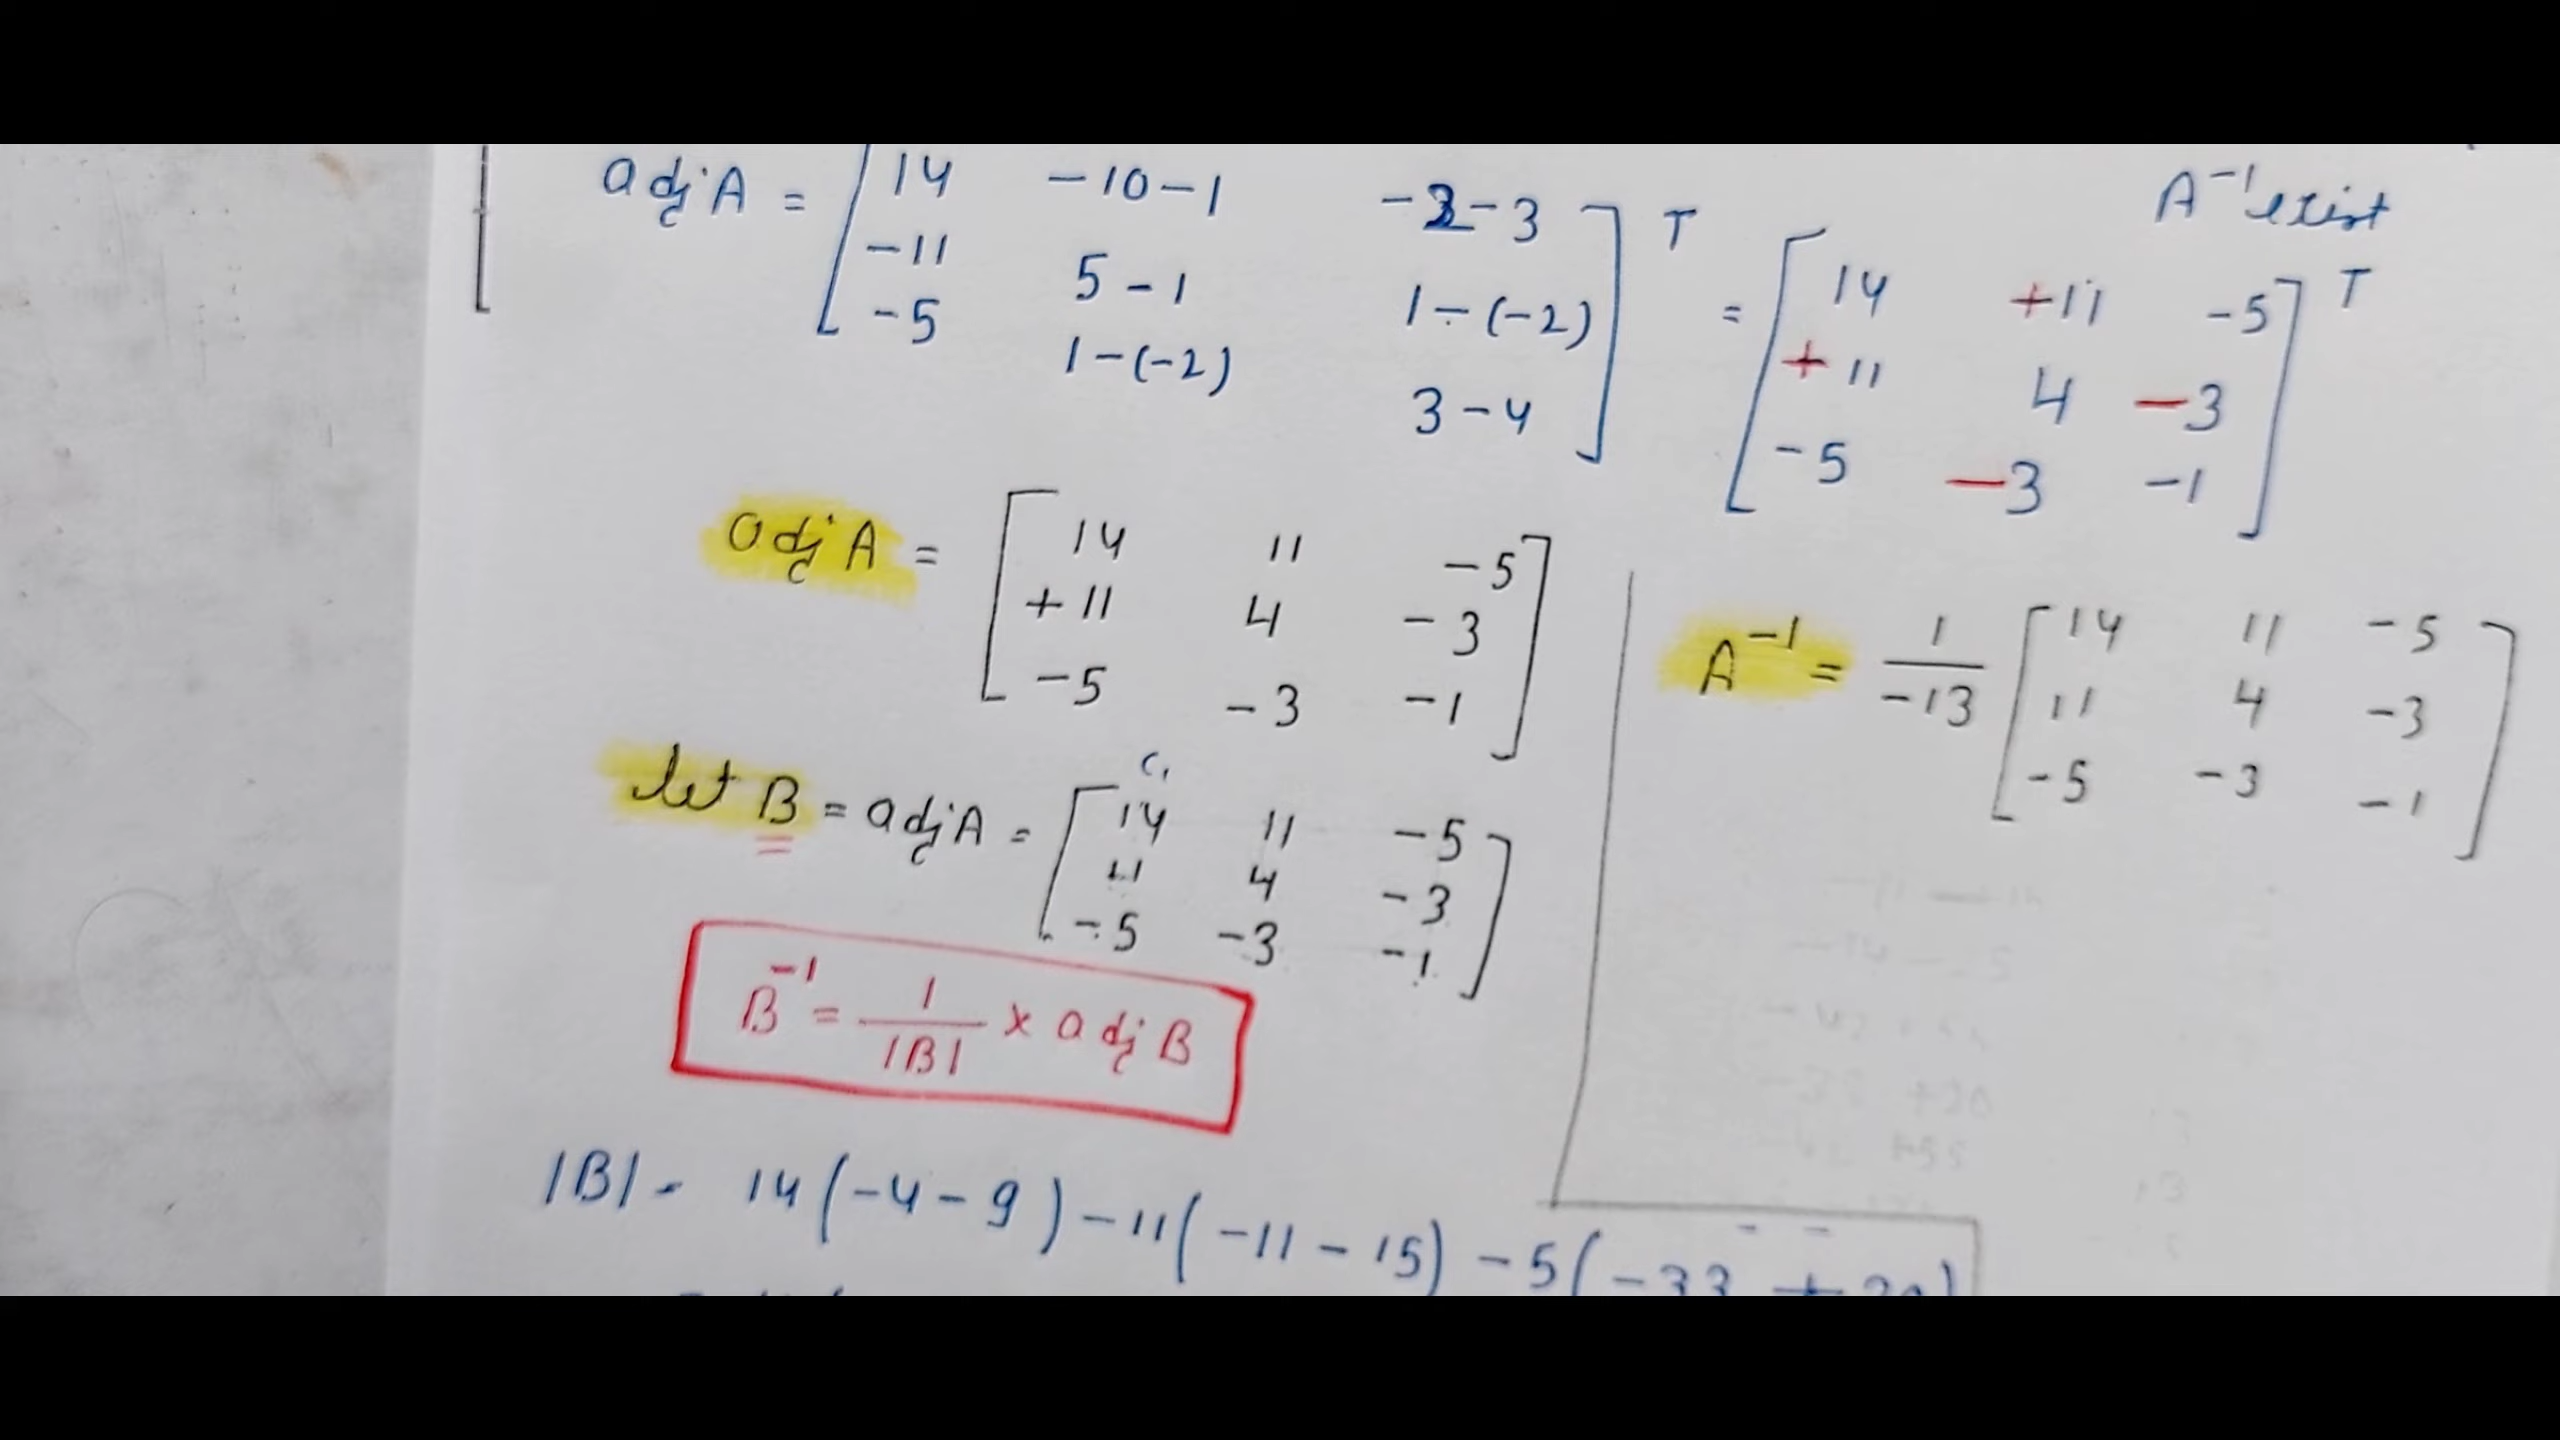 adj A = [ 14 -10-1 -2-3 ] T
-11 5-1 1-(-2)
-5 1-(-2) 3-4
A⁻¹ exist
= [ 14 +11 -5 ] T
+11 4 -3
-5 -3 -1
adj A = [ 14 11 -5 ]
+11 4 -3
-5 -3 -1
A⁻¹ = 1/-13 [ 14 11 -5 ]
11 4 -3
-5 -3 -1
C₁
let B = adj A = [ 14 11 -5 ]
11 4 -3
-5 -3 -1
B⁻¹ = 1/|B| × adj B
|B| = 14(-4-9) -11(-11-15) -5(-33 +